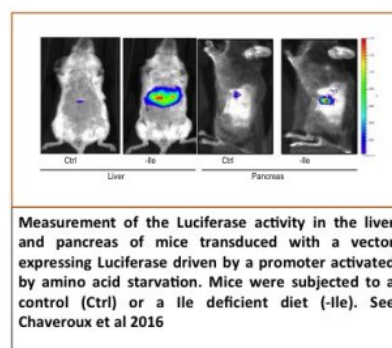 Ctrl -Ile Ctrl -Ile
Liver Pancreas
Measurement of the Luciferase activity in the liver
and pancreas of mice transduced with a vector
expressing Luciferase driven by a promoter activated
by amino acid starvation. Mice were subjected to a
control (Ctrl) or a Ile deficient diet (-Ile). See
Chaveroux et al 2016